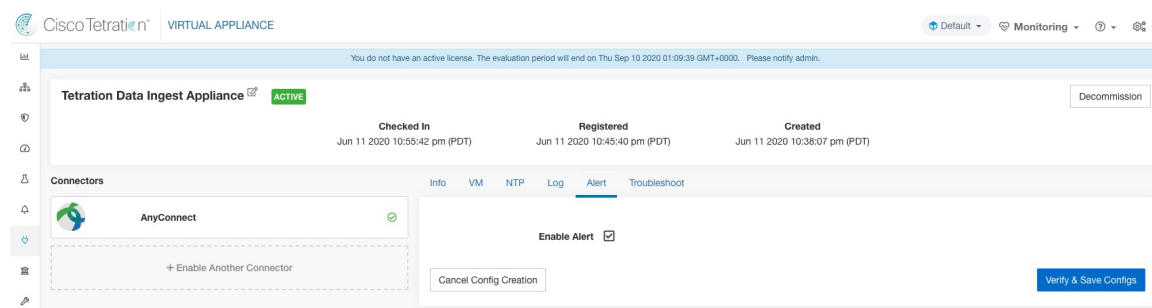 Cisco Tetration™ VIRTUAL APPLIANCE Default Monitoring
You do not have an active license. The evaluation period will end on Thu Sep 10 2020 01:09:39 GMT+0000. Please notify admin.
Tetration Data Ingest Appliance ACTIVE Decommission
Checked In Registered Created
Jun 11 2020 10:55:42 pm (PDT) Jun 11 2020 10:45:40 pm (PDT) Jun 11 2020 10:38:07 pm (PDT)
Connectors Info VM NTP Log Alert Troubleshoot
AnyConnect
Enable Alert
+ Enable Another Connector
Cancel Config Creation Verify & Save Configs